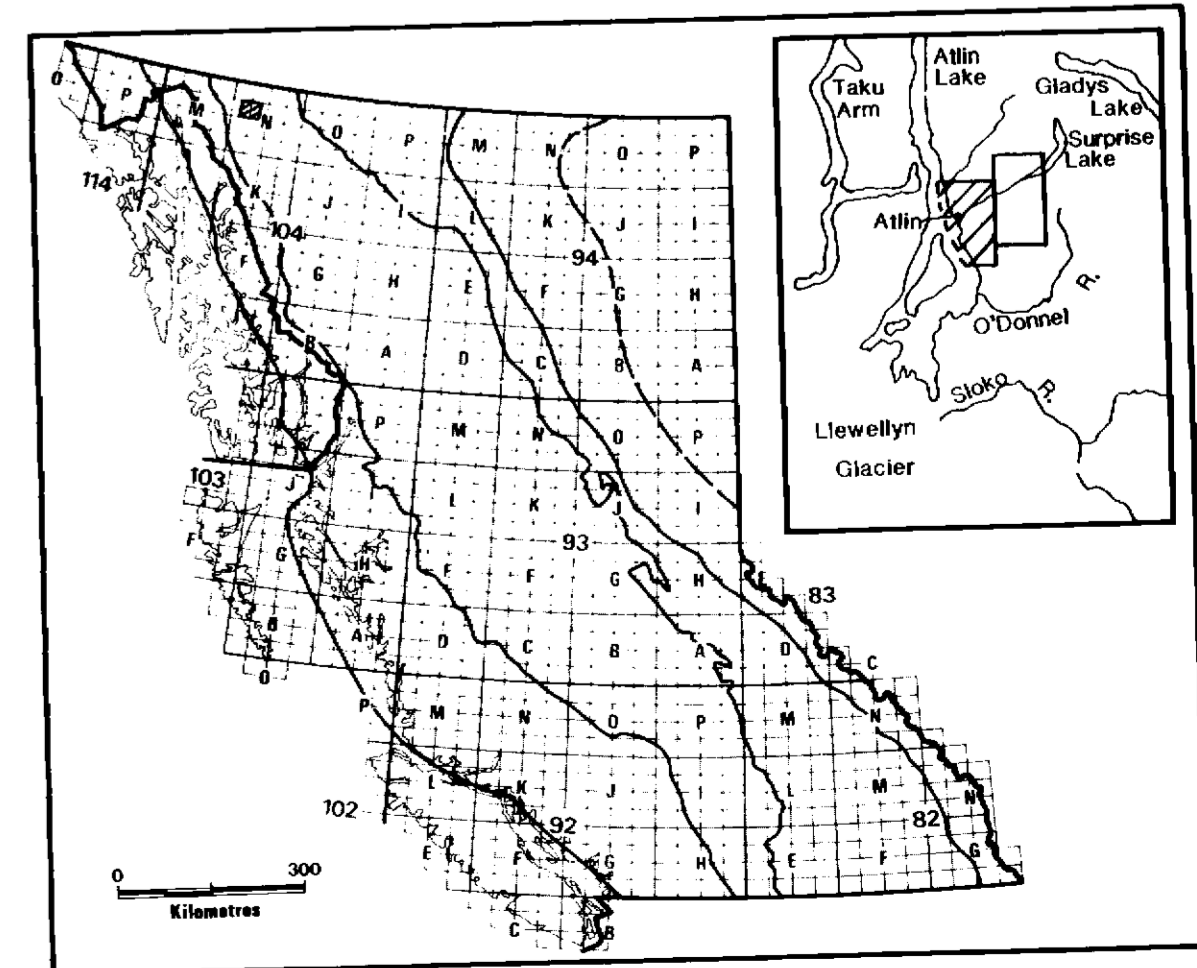 Atlin
Lake
Taku
Arm
Gladys
Lake
Surprise
Lake
Atlin
O'Donnel
R.
Sloko
R.
Llewellyn
Glacier
O P M N O P M N O P
114
K J I L K J I
104
F G H E F G H
94
B A D C B A
P M N O P
103
J L K J I
F G H E F G H E
93
83
B A D C B A D C
O
P M N O P M N
L K J I L M N
102
92
82
E F G H E F G
C B
0 300
Kilometres